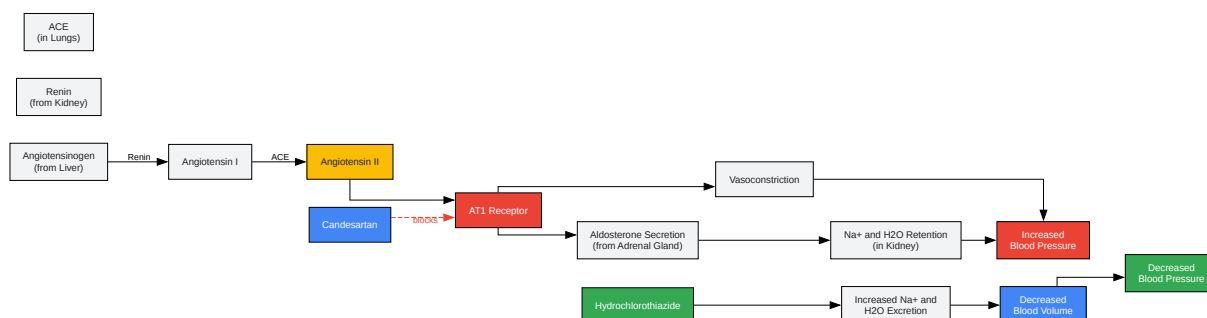 ACE
(in Lungs)
Renin
(from Kidney)
Angiotensinogen
(from Liver)
Renin
Angiotensin I
ACE
Angiotensin II
Vasoconstriction
Candesartan
blocks
AT1 Receptor
Aldosterone Secretion
(from Adrenal Gland)
Na+ and H2O Retention
(in Kidney)
Increased
Blood Pressure
Decreased
Blood Pressure
Hydrochlorothiazide
Increased Na+ and
H2O Excretion
Decreased
Blood Volume